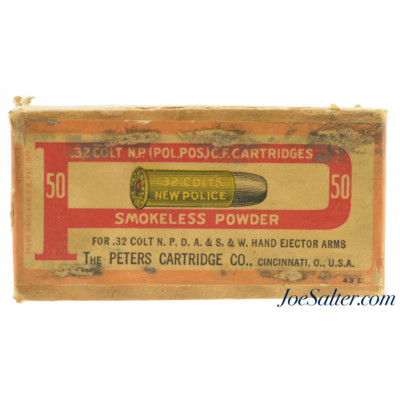 .32 COLT N.P. (POL. POS.) C.F. CARTRIDGES
50
.32 COLTS
NEW POLICE
50
SMOKELESS POWDER
FOR .32 COLT N. P. D. A. & S. & W. HAND EJECTOR ARMS
THE PETERS CARTRIDGE CO., CINCINNATI, O., U.S.A.
JoeSalter.com